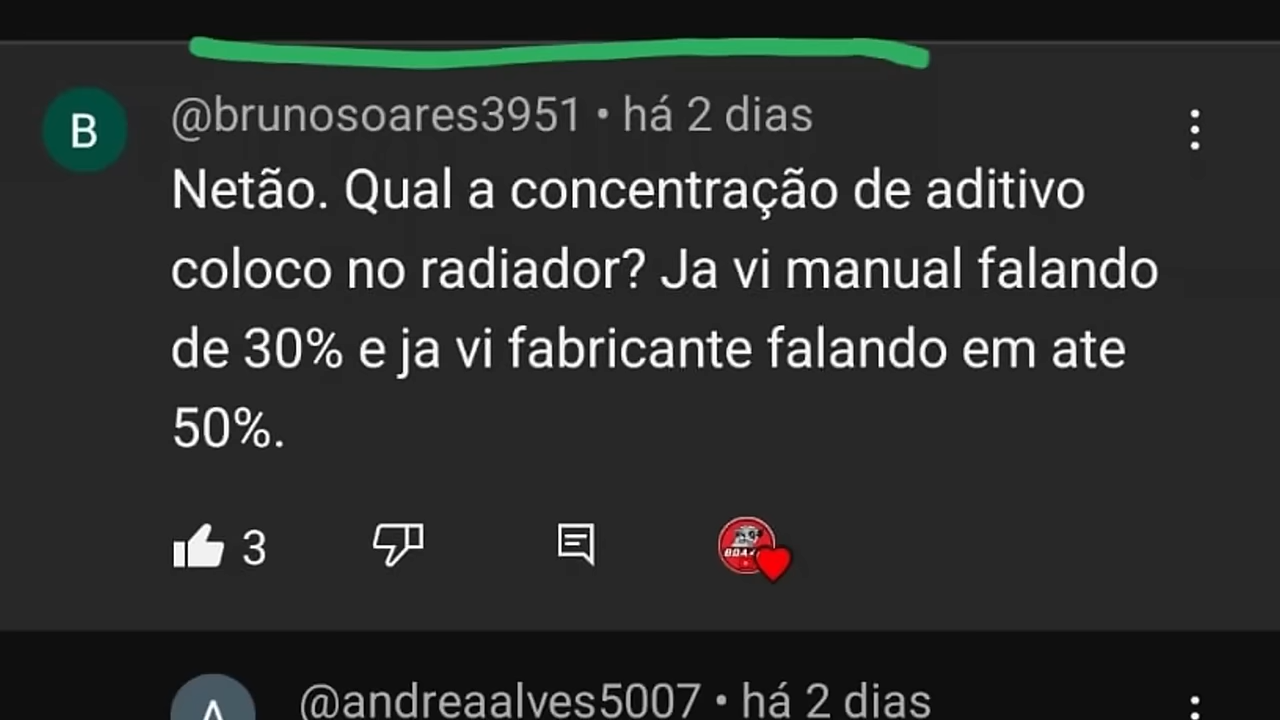 B
@brunosoares3951 • há 2 dias
Netão. Qual a concentração de aditivo
coloco no radiador? Ja vi manual falando
de 30% e ja vi fabricante falando em ate
50%.
3
@andreaalves5007 • há 2 dias